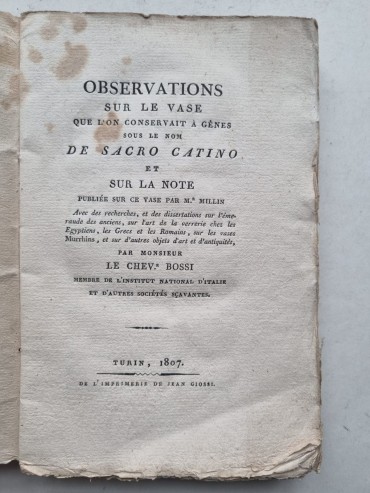 OBSERVATIONS
SUR LE VASE
QUE L'ON CONSERVAIT À GÊNES
SOUS LE NOM
DE SACRO CATINO
ET
SUR LA NOTE
PUBLIÉE SUR CE VASE PAR M.R MILLIN
Avec des recherches, et des dissertations sur l'éme-
raude des anciens, sur l'art de la verrerie chez les
Egyptiens, les Grecs et les Romains, sur les vases
Murrhins, et sur d'autres objets d'art et d'antiquités,
PAR MONSIEUR
LE CHEV.R BOSSI
MEMBRE DE L'INSTITUT NATIONAL D'ITALIE
ET D'AUTRES SOCIÉTÉS SÇAVANTES.
TURIN, 1807.
DE L'IMPRIMERIE DE JEAN GIOSSI.